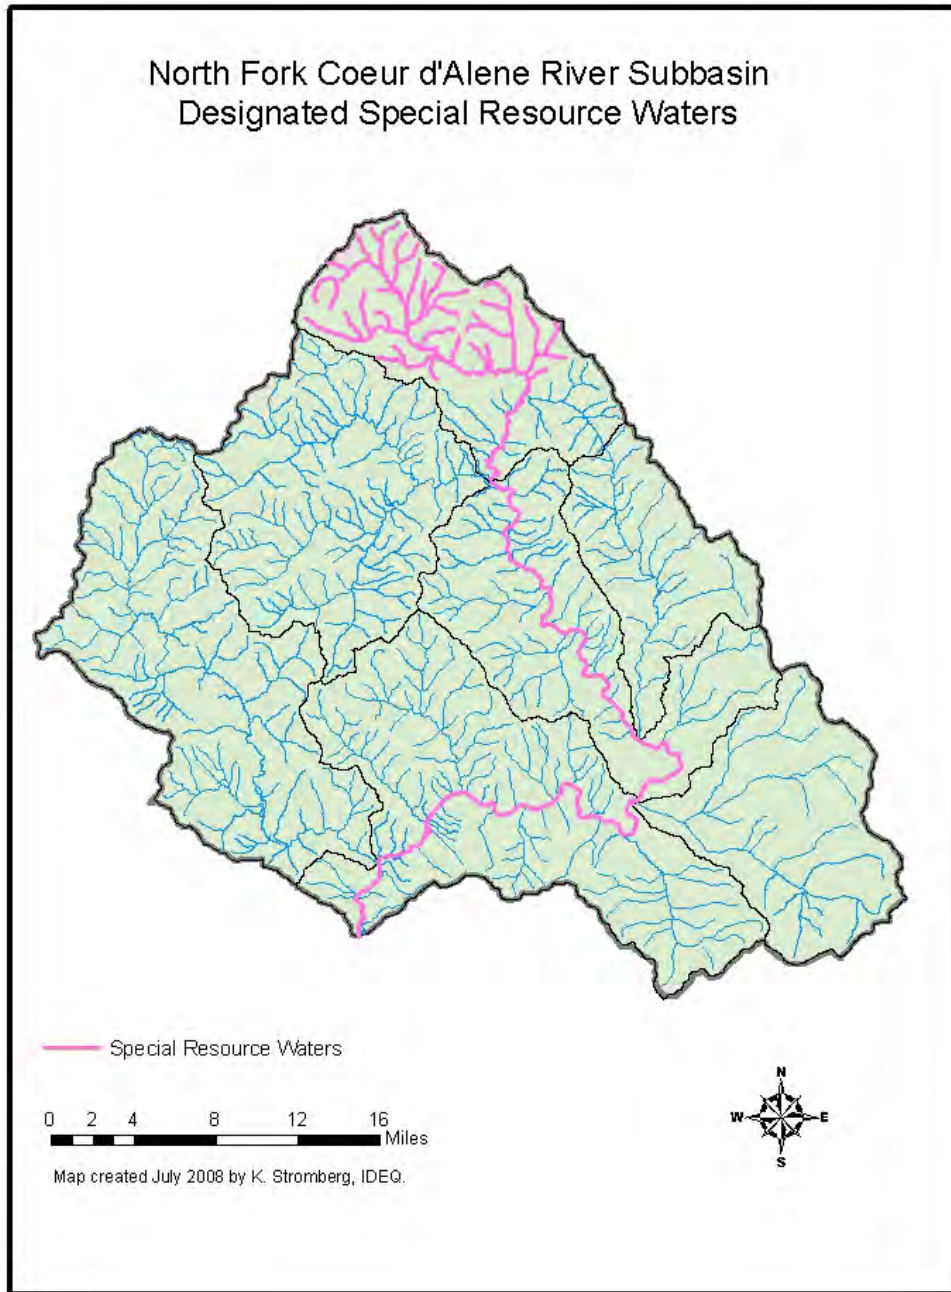 North Fork Coeur d'Alene River Subbasin
Designated Special Resource Waters
Special Resource Waters
0 2 4 8 12 16
Miles
Map created July 2008 by K. Stromberg, IDEQ.
N
W E
S